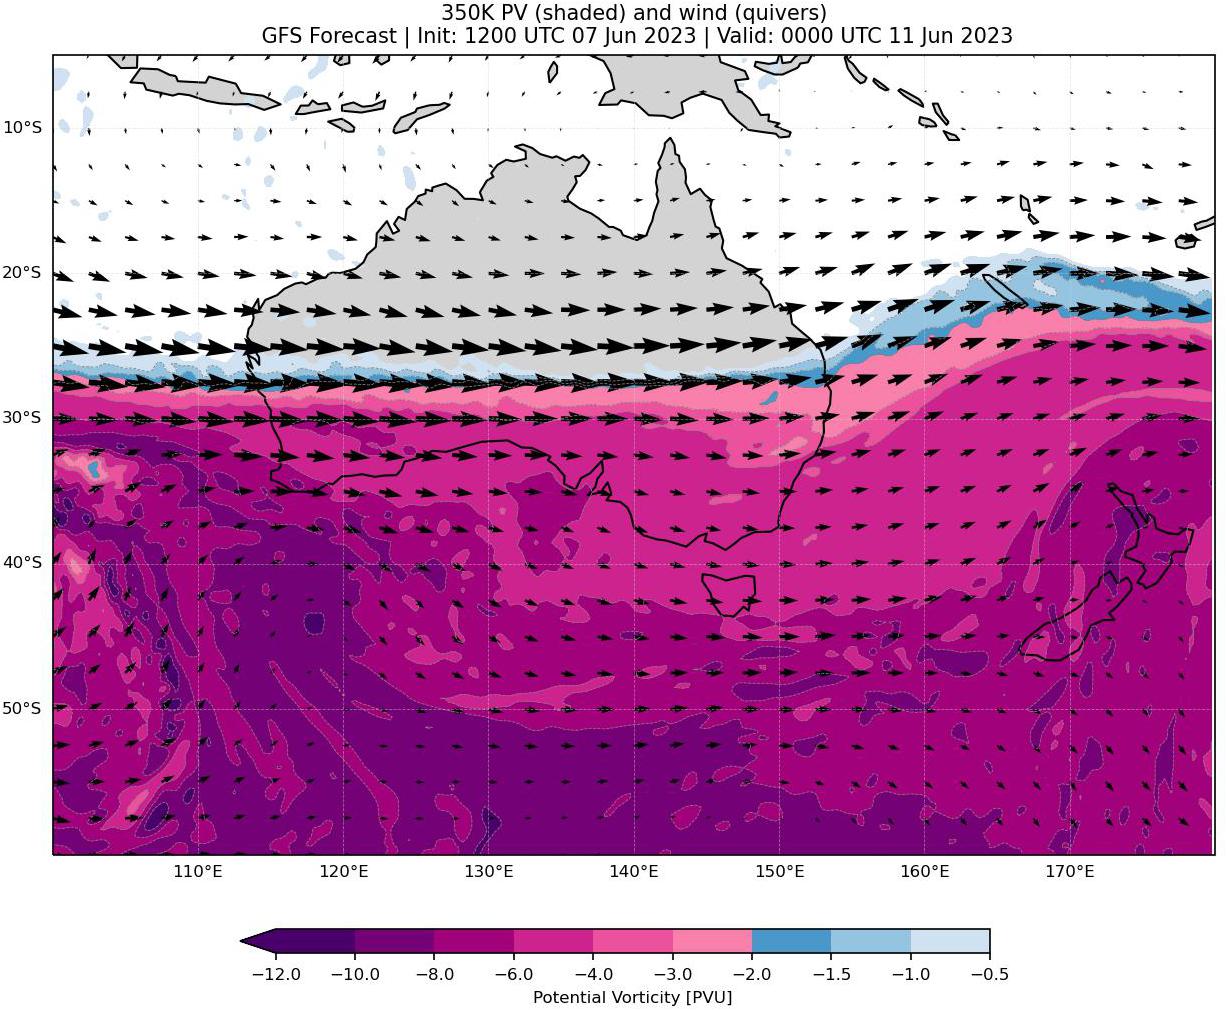 350K PV (shaded) and wind (quivers)
GFS Forecast | Init: 1200 UTC 07 Jun 2023 | Valid: 0000 UTC 11 Jun 2023
10°S
20°S
30°S
40°S
50°S
110°E 120°E 130°E 140°E 150°E 160°E 170°E
−12.0 −10.0 −8.0 −6.0 −4.0 −3.0 −2.0 −1.5 −1.0 −0.5
Potential Vorticity [PVU]